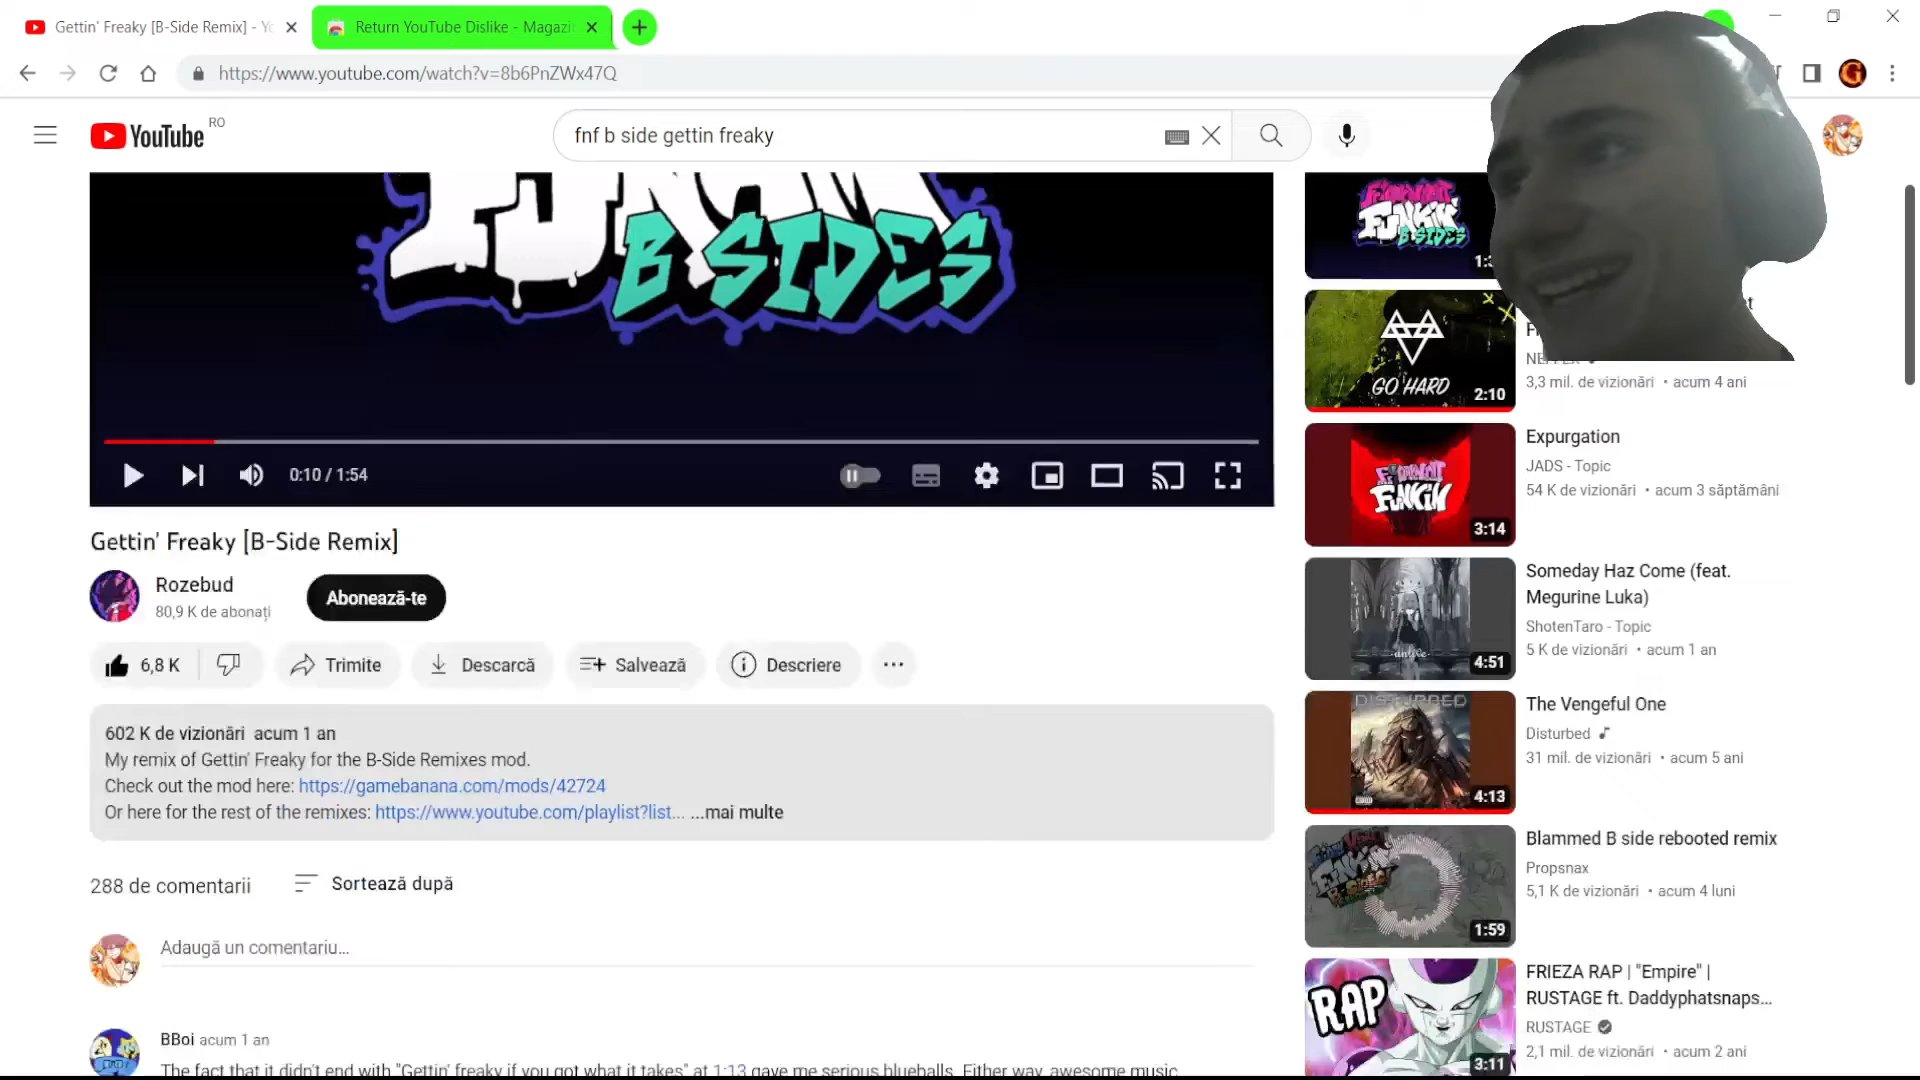 Gettin' Freaky [B-Side Remix] - Yo
Return YouTube Dislike - Magazin
https://www.youtube.com/watch?v=8b6PnZWx47Q
YouTube RO
fnf b side gettin freaky
B SIDES
0:10 / 1:54
Gettin' Freaky [B-Side Remix]
Rozebud
80,9 K de abonați
Abonează-te
6,8 K
Trimite
Descarcă
Salvează
Descriere
602 K de vizionări acum 1 an
My remix of Gettin' Freaky for the B-Side Remixes mod.
Check out the mod here: https://gamebanana.com/mods/42724
Or here for the rest of the remixes: https://www.youtube.com/playlist?list... ...mai multe
288 de comentarii
Sortează după
Adaugă un comentariu...
BBoi acum 1 an
The fact that it didn't end with "Gettin' freaky if you got what it takes" at 1:13 gave me serious blueballs. Either way, awesome music
FUNKIN'
B SIDES
GO HARD
2:10
3,3 mil. de vizionări • acum 4 ani
FUNKIN
3:14
Expurgation
JADS - Topic
54 K de vizionări • acum 3 săptămâni
4:51
Someday Haz Come (feat.
Megurine Luka)
ShotenTaro - Topic
5 K de vizionări • acum 1 an
DISTURBED
4:13
The Vengeful One
Disturbed
31 mil. de vizionări • acum 5 ani
1:59
Blammed B side rebooted remix
Propsnax
5,1 K de vizionări • acum 4 luni
RAP
3:11
FRIEZA RAP | "Empire" |
RUSTAGE ft. Daddyphatsnaps...
RUSTAGE
2,1 mil. de vizionări • acum 2 ani